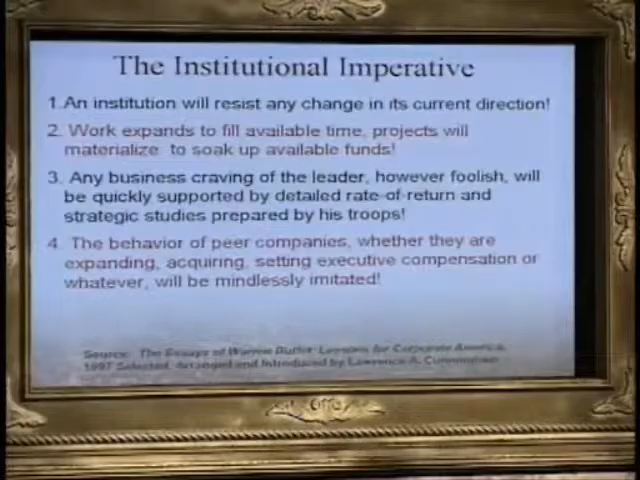 The Institutional Imperative
1.An institution will resist any change in its current direction!
2. Work expands to fill available time, projects will
materialize to soak up available funds!
3. Any business craving of the leader, however foolish, will
be quickly supported by detailed rate-of-return and
strategic studies prepared by his troops!
4. The behavior of peer companies, whether they are
expanding, acquiring, setting executive compensation or
whatever, will be mindlessly imitated!
Source: The Essays of Warren Buffet: Lessons for Corporate America,
1997 Selected, Arranged and Introduced by Lawrence A. Cunningham